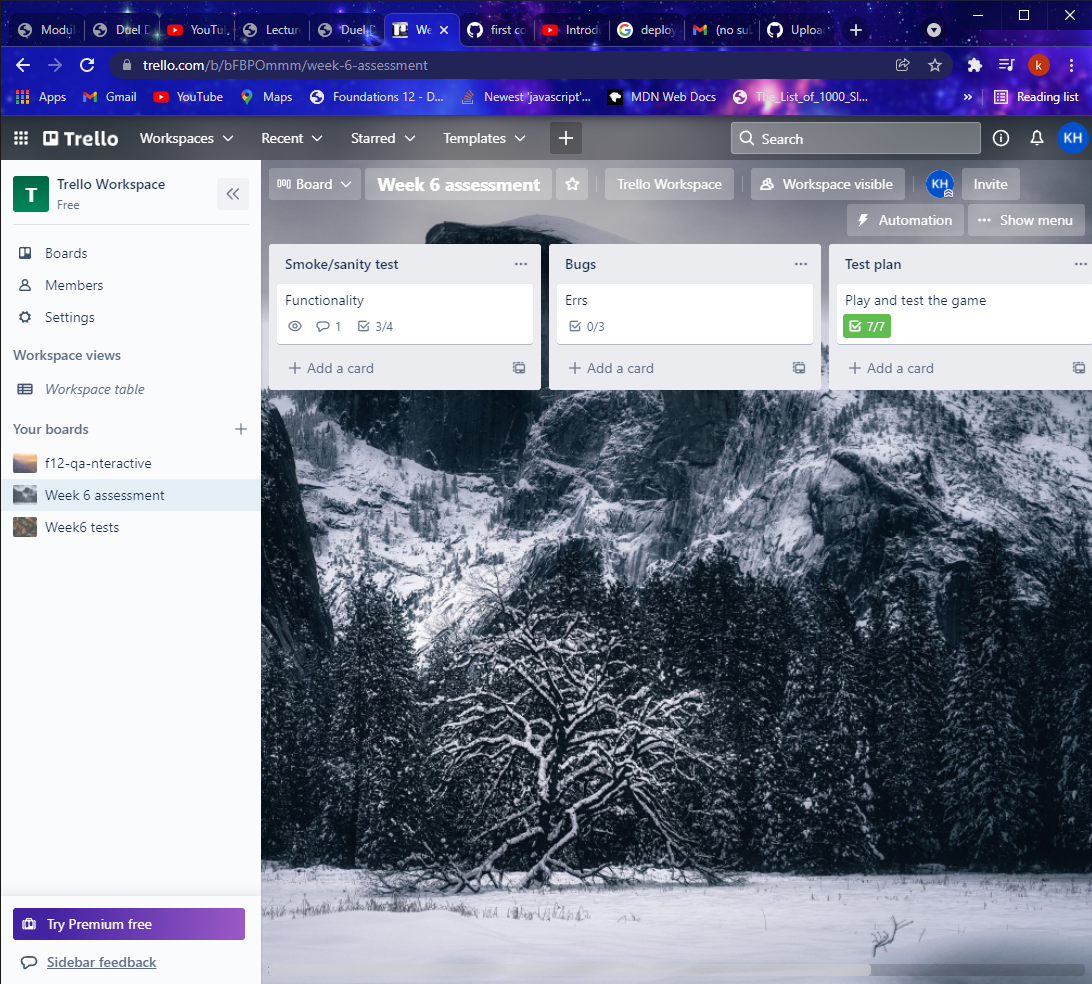 Modul
Duel D
YouTu
Lectur
Duel D
We
first co
Introd
deploy
(no su
Uploa
trello.com/b/bFBPOmmm/week-6-assessment
k
Apps
Gmail
YouTube
Maps
Foundations 12 - D...
Newest 'javascript'...
MDN Web Docs
The_List_of_1000_Sl...
»
Reading list
Trello
Workspaces
Recent
Starred
Templates
Search
KH
T
Trello Workspace
Free
Board
Week 6 assessment
Trello Workspace
Workspace visible
KH
Invite
Automation
Show menu
Boards
Members
Settings
Workspace views
Workspace table
Your boards
f12-qa-nteractive
Week 6 assessment
Week6 tests
Smoke/sanity test
Functionality
1
3/4
Add a card
Bugs
Errs
0/3
Add a card
Test plan
Play and test the game
7/7
Add a card
Try Premium free
Sidebar feedback